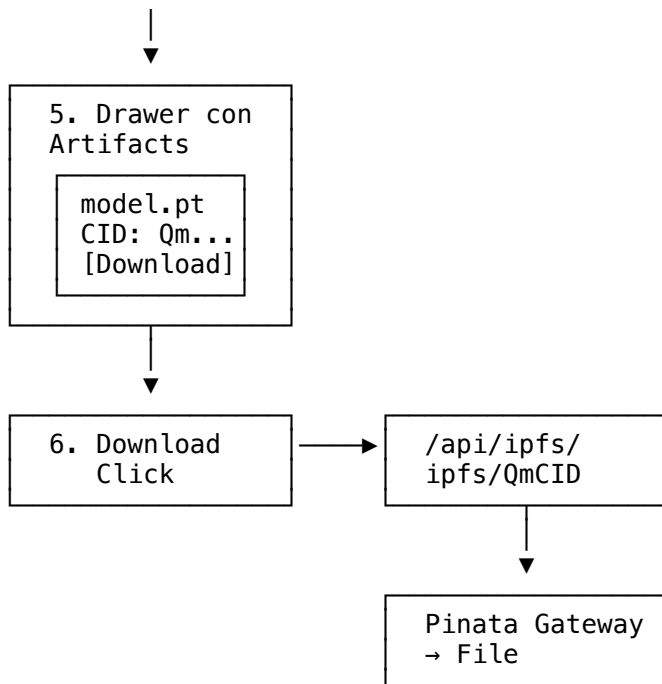 5. Drawer con
Artifacts
model.pt
CID: Qm...
[Download]
6. Download
Click
/api/ipfs/
ipfs/QmCID
Pinata Gateway
→ File